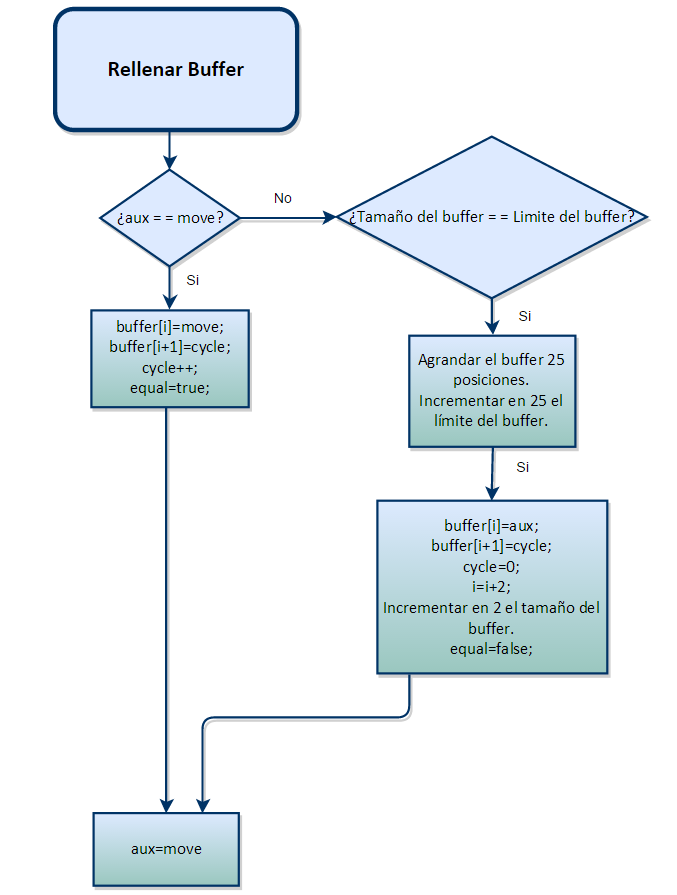 Rellenar Buffer
¿aux = = move?
No
¿Tamaño del buffer = = Limite del buffer?
Si
buffer[i]=move;
buffer[i+1]=cycle;
cycle++;
equal=true;
Si
Agrandar el buffer 25
posiciones.
Incrementar en 25 el
límite del buffer.
Si
buffer[i]=aux;
buffer[i+1]=cycle;
cycle=0;
i=i+2;
Incrementar en 2 el tamaño del
buffer.
equal=false;
aux=move